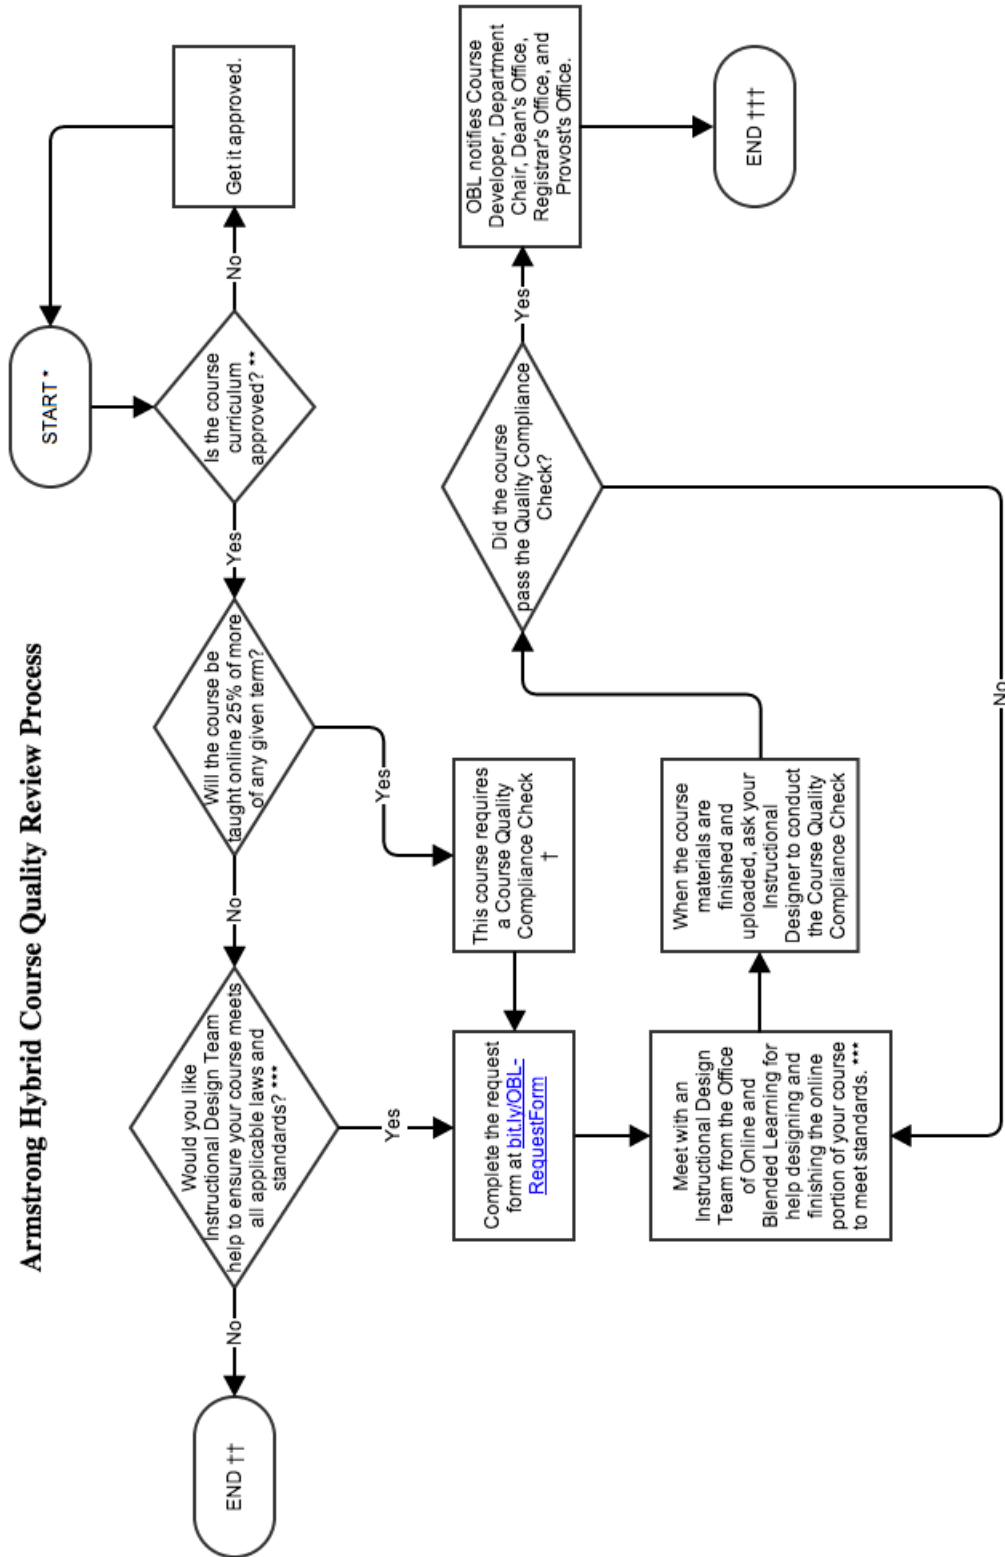 Armstrong Hybrid Course Quality Review Process
START *
Is the course
curriculum
approved? **
No
Get it approved.
Yes
Will the course be
taught online 25% of more
of any given term?
Yes
This course requires
a Course Quality
Compliance Check
†
No
Would you like
Instructional Design Team
help to ensure your course meets
all applicable laws and
standards? ***
No
END ††
Yes
Complete the request
form at bit.ly/OBL-
RequestForm
Meet with an
Instructional Design
Team from the Office
of Online and
Blended Learning for
help designing and
finishing the online
portion of your course
to meet standards. ***
When the course
materials are
finished and
uploaded, ask your
Instructional
Designer to conduct
the Course Quality
Compliance Check
Did the course
pass the Quality Compliance
Check?
No
Yes
OBL notifies Course
Developer, Department
Chair, Dean's Office,
Registrar's Office, and
Provost's Office.
END †††